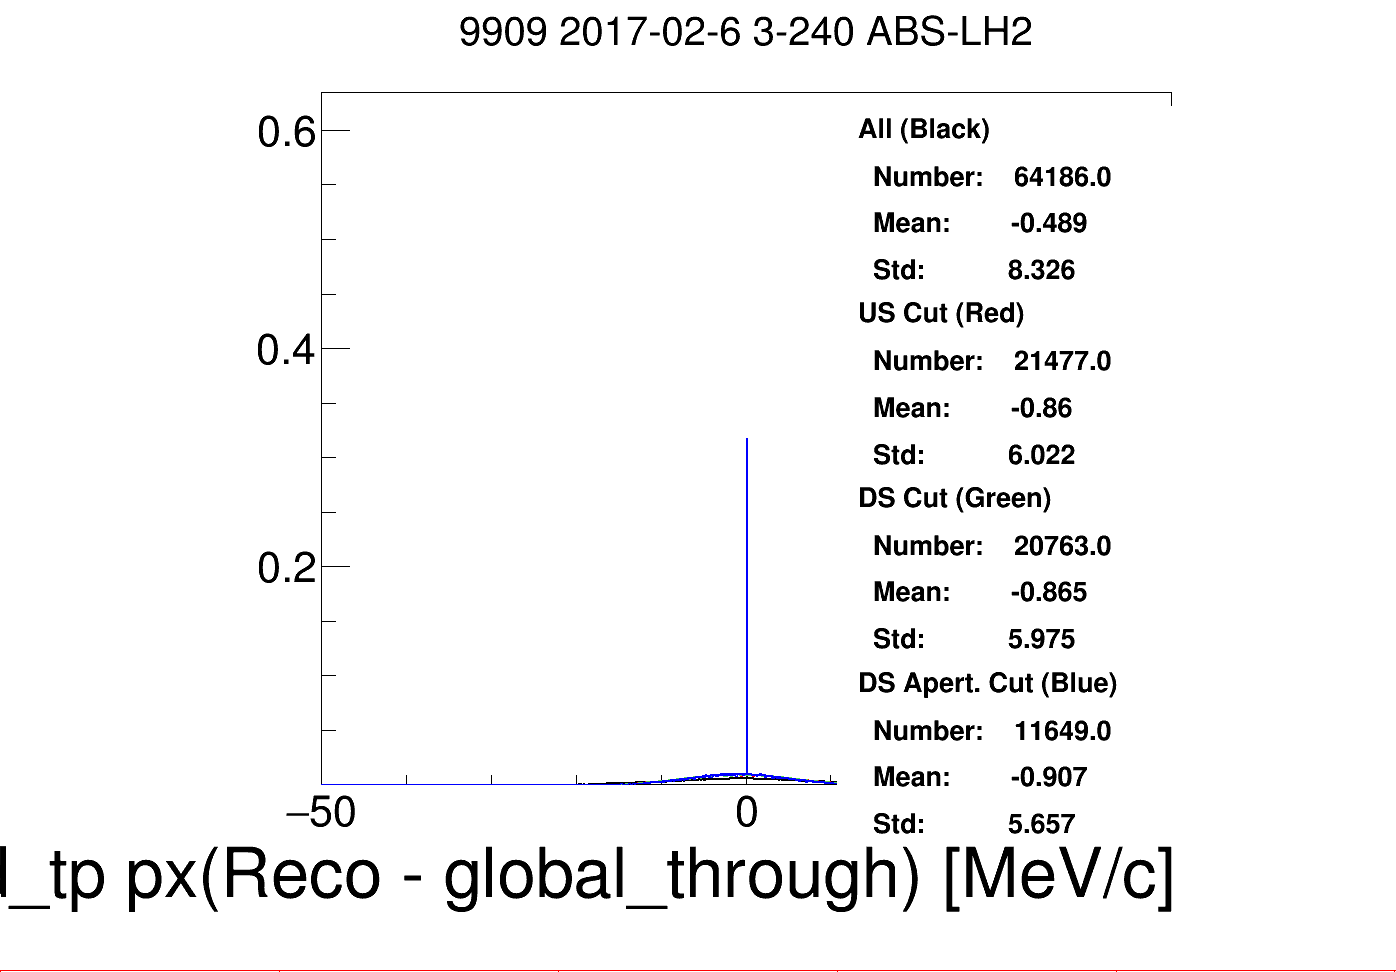 9909 2017-02-6 3-240 ABS-LH2
0.6
0.4
0.2
−50
0
All (Black)
Number: 64186.0
Mean: -0.489
Std: 8.326
US Cut (Red)
Number: 21477.0
Mean: -0.86
Std: 6.022
DS Cut (Green)
Number: 20763.0
Mean: -0.865
Std: 5.975
DS Apert. Cut (Blue)
Number: 11649.0
Mean: -0.907
Std: 5.657
_tp px(Reco - global_through) [MeV/c]